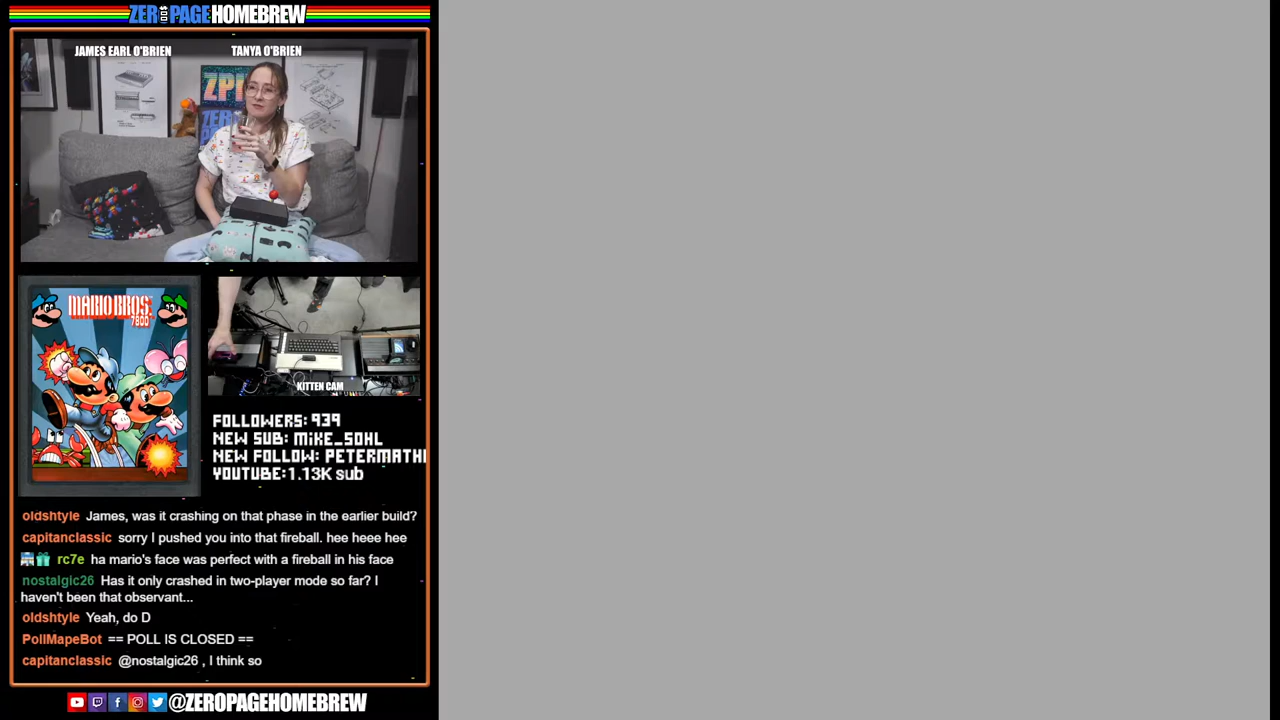 ZERO PAGE HOMEBREW
JAMES EARL O'BRIEN
TANYA O'BRIEN
MARIO BROS.
7800
KITTEN CAM
FOLLOWERS: 939
NEW SUB: MIKE_SOHL
NEW FOLLOW: PETERMATH
YOUTUBE:1.13K sub
oldshtyle James, was it crashing on that phase in the earlier build?
capitanclassic sorry I pushed you into that fireball. hee heee hee
rc7e ha mario's face was perfect with a fireball in his face
nostalgic26 Has it only crashed in two-player mode so far? I
haven't been that observant...
oldshtyle Yeah, do D
PollMapeBot == POLL IS CLOSED ==
capitanclassic @nostalgic26 , I think so
@ZEROPAGEHOMEBREW